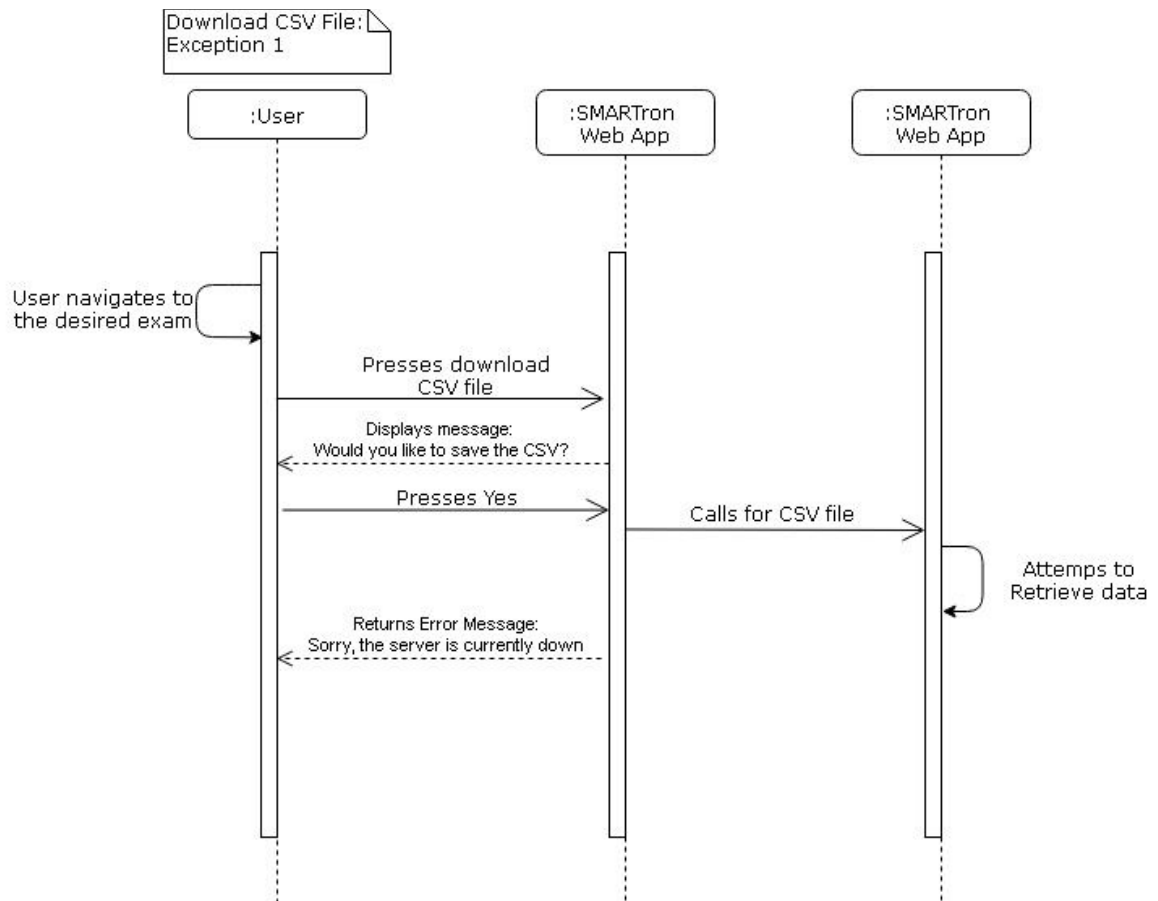 Download CSV File:
Exception 1
:User
:SMARTron
Web App
:SMARTron
Web App
User navigates to
the desired exam
Presses download
CSV file
Displays message:
Would you like to save the CSV?
Presses Yes
Calls for CSV file
Attemps to
Retrieve data
Returns Error Message:
Sorry, the server is currently down